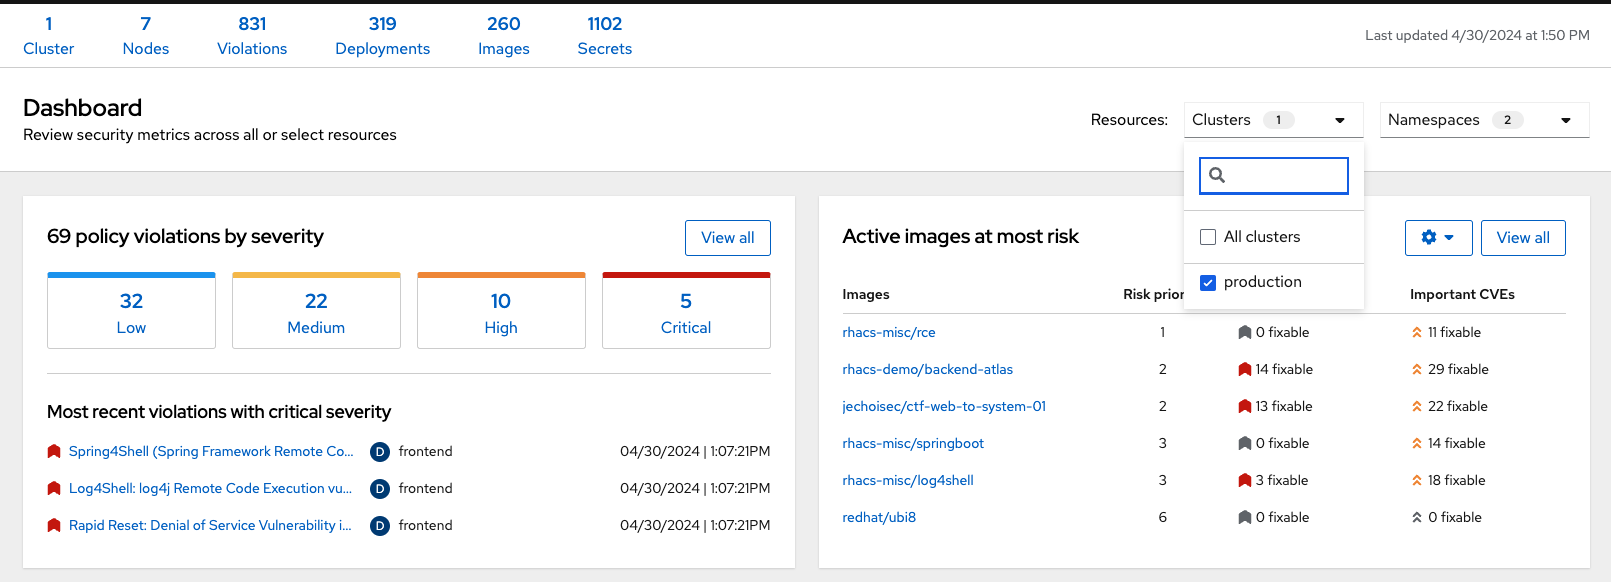 1 7 831 319 260 1102
Cluster Nodes Violations Deployments Images Secrets
Last updated 4/30/2024 at 1:50 PM
Dashboard
Review security metrics across all or select resources
Resources: Clusters 1 Namespaces 2
All clusters
production
69 policy violations by severity View all
32 22 10 5
Low Medium High Critical
Most recent violations with critical severity
Spring4Shell (Spring Framework Remote Co... D frontend 04/30/2024 | 1:07:21PM
Log4Shell: log4j Remote Code Execution vu... D frontend 04/30/2024 | 1:07:21PM
Rapid Reset: Denial of Service Vulnerability i... D frontend 04/30/2024 | 1:07:21PM
Active images at most risk View all
Images Risk prior Important CVEs
rhacs-misc/rce 1 0 fixable 11 fixable
rhacs-demo/backend-atlas 2 14 fixable 29 fixable
jechoisec/ctf-web-to-system-01 2 13 fixable 22 fixable
rhacs-misc/springboot 3 0 fixable 14 fixable
rhacs-misc/log4shell 3 3 fixable 18 fixable
redhat/ubi8 6 0 fixable 0 fixable